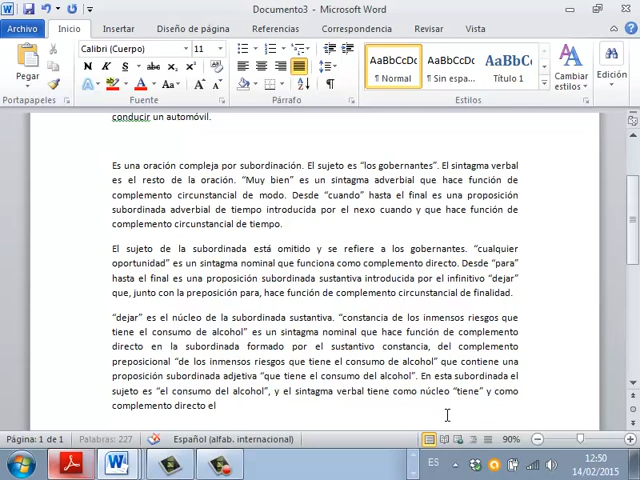 Documento3 - Microsoft Word
Archivo Inicio Insertar Diseño de página Referencias Correspondencia Revisar Vista
Pegar
Calibri (Cuerpo) 11
N K S abc x₂ x²
AaBbCcDc AaBbCcDc AaBbCc
¶ Normal ¶ Sin espa... Título 1
Cambiar estilos
Edición
Portapapeles Fuente Párrafo Estilos
conducir un automóvil.
Es una oración compleja por subordinación. El sujeto es “los gobernantes”. El sintagma verbal
es el resto de la oración. “Muy bien” es un sintagma adverbial que hace función de
complemento circunstancial de modo. Desde “cuando” hasta el final es una proposición
subordinada adverbial de tiempo introducida por el nexo cuando y que hace función de
complemento circunstancial de tiempo.
El sujeto de la subordinada está omitido y se refiere a los gobernantes. “cualquier
oportunidad” es un sintagma nominal que funciona como complemento directo. Desde “para”
hasta el final es una proposición subordinada sustantiva introducida por el infinitivo “dejar”
que, junto con la preposición para, hace función de complemento circunstancial de finalidad.
“dejar” es el núcleo de la subordinada sustantiva. “constancia de los inmensos riesgos que
tiene el consumo de alcohol” es un sintagma nominal que hace función de complemento
directo en la subordinada formado por el sustantivo constancia, del complemento
preposicional “de los inmensos riesgos que tiene el consumo de alcohol” que contiene una
proposición subordinada adjetiva “que tiene el consumo del alcohol”. En esta subordinada el
sujeto es “el consumo del alcohol”, y el sintagma verbal tiene como núcleo “tiene” y como
complemento directo el
Página: 1 de 1 Palabras: 227 Español (alfab. internacional) 90%
ES 12:50
14/02/2015